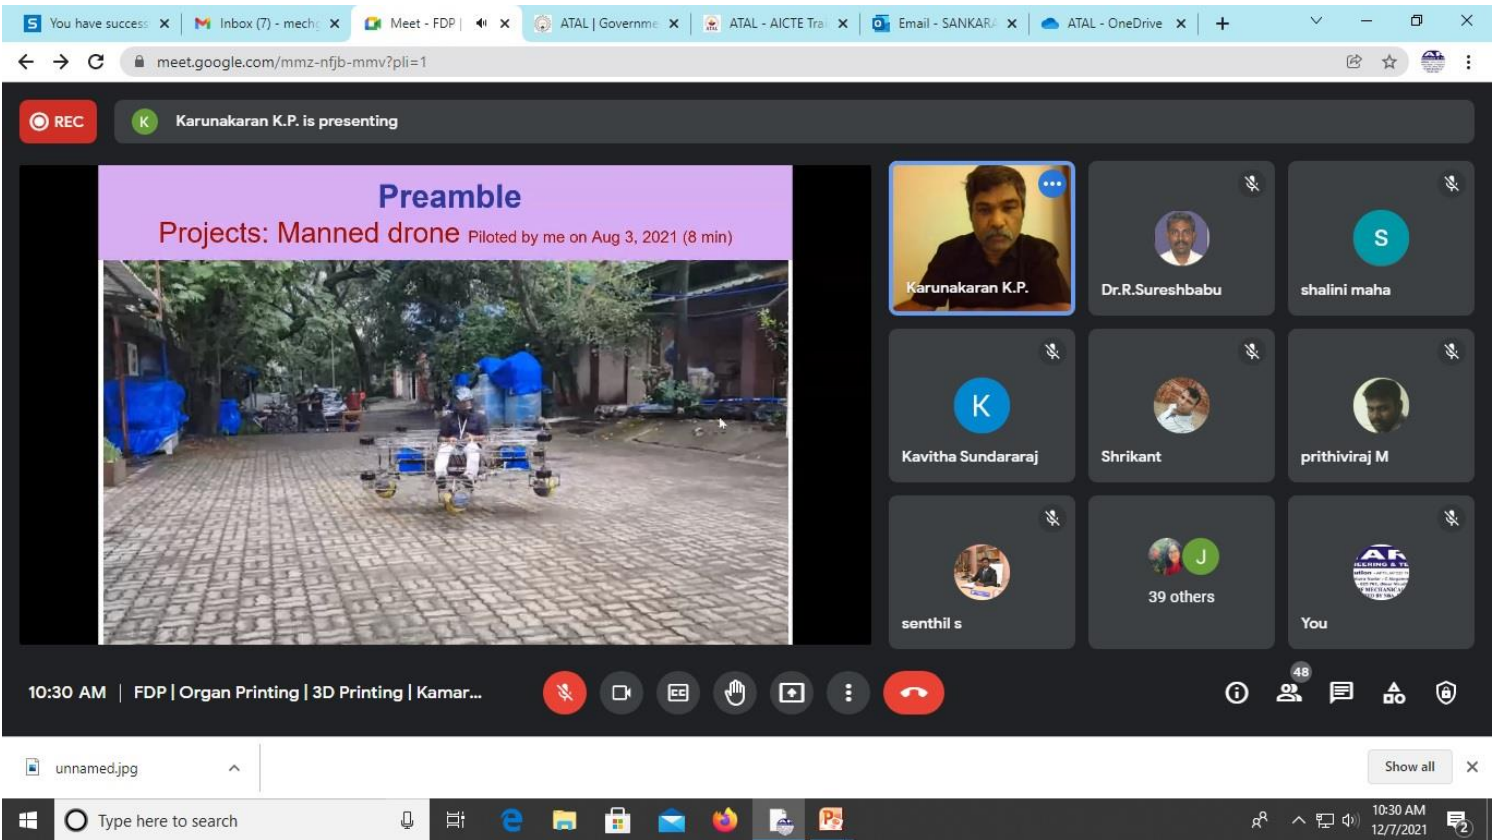 You have success
Inbox (7) - mech
Meet - FDP |
ATAL | Governme
ATAL - AICTE Trai
Email - SANKARA
ATAL - OneDrive
meet.google.com/mmz-nfjb-mmv?pli=1
REC
K
Karunakaran K.P. is presenting
Preamble
Projects: Manned drone Piloted by me on Aug 3, 2021 (8 min)
Karunakaran K.P.
Dr.R.Sureshbabu
S
shalini maha
K
Kavitha Sundararaj
Shrikant
prithiviraj M
senthil s
J
39 others
You
10:30 AM | FDP | Organ Printing | 3D Printing | Kamar...
CC
48
unnamed.jpg
Show all
Type here to search
10:30 AM
12/7/2021
2